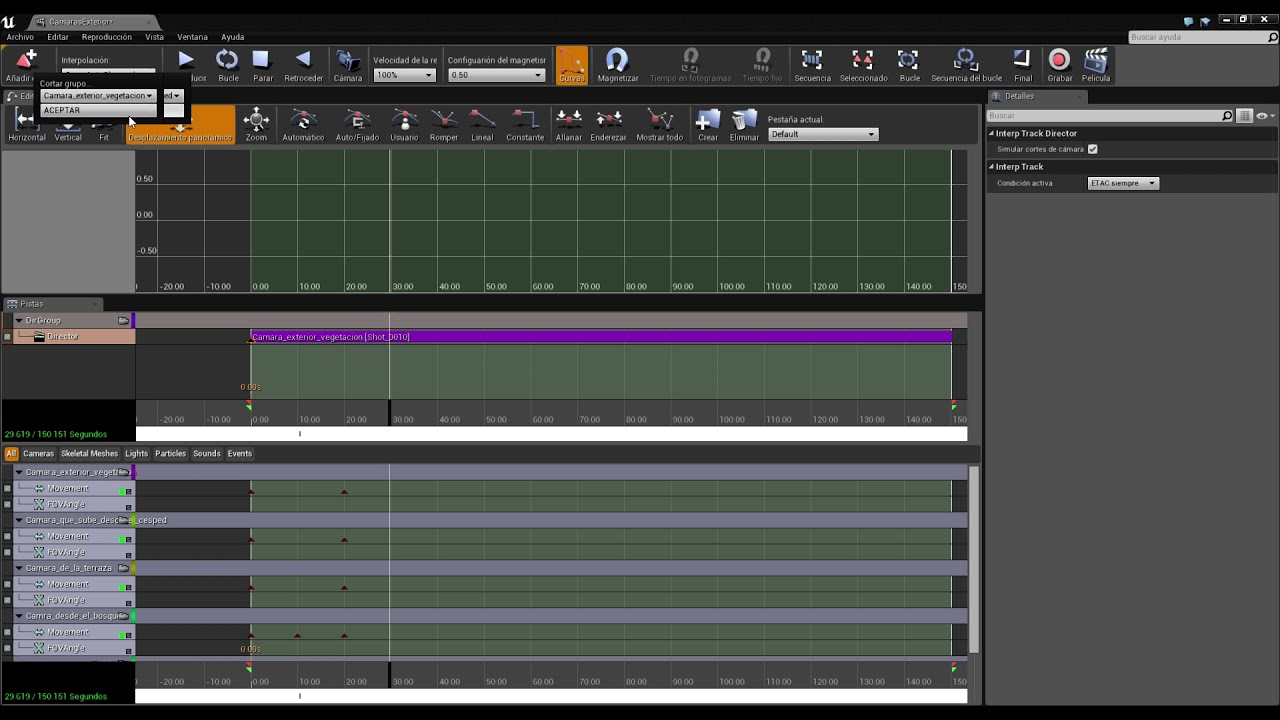 CamarasExterior*
Archivo Editar Reproducción Vista Ventana Ayuda
Buscar ayuda
Añadir Interpolación Bucle Parar Retroceder Cámara Velocidad de la re Configuarión del magnetisr Curvas Magnetizar Tiempo en fotogramas Tiempo fijo Secuencia Seleccionado Bucle Secuencia del bucle Final Grabar Película
100% 0.50
Cortar grupo...
Camara_exterior_vegetacion
ACEPTAR
Detalles
Horizontal Vertical Fit Desplazamiento panorámico Zoom Automático Auto/Fijado Usuario Romper Lineal Constante Allanar Enderezar Mostrar todo Crear Eliminar
Pestaña actual:
Default
Buscar
Interp Track Director
Simular cortes de cámara
Interp Track
Condición activa ETAC siempre
0.50
0.00
-0.50
-20.00 -10.00 0.00 10.00 20.00 30.00 40.00 50.00 60.00 70.00 80.00 90.00 100.00 110.00 120.00 130.00 140.00 150
Pistas
DirGroup
Director Camara_exterior_vegetacion [Shot_0010]
0.00s
-20.00 -10.00 0.00 10.00 20.00 30.00 40.00 50.00 60.00 70.00 80.00 90.00 100.00 110.00 120.00 130.00 140.00 150
29.619 / 150.151 Segundos
All Cameras Skeletal Meshes Lights Particles Sounds Events
Movement
FOVAngle
Movement
FOVAngle
Camara_de_la_terraza
Movement
FOVAngle
Camra_desde_el_bosque
Movement
FOVAngle 0.00s
-20.00 -10.00 0.00 10.00 20.00 30.00 40.00 50.00 60.00 70.00 80.00 90.00 100.00 110.00 120.00 130.00 140.00 150
29.619 / 150.151 Segundos